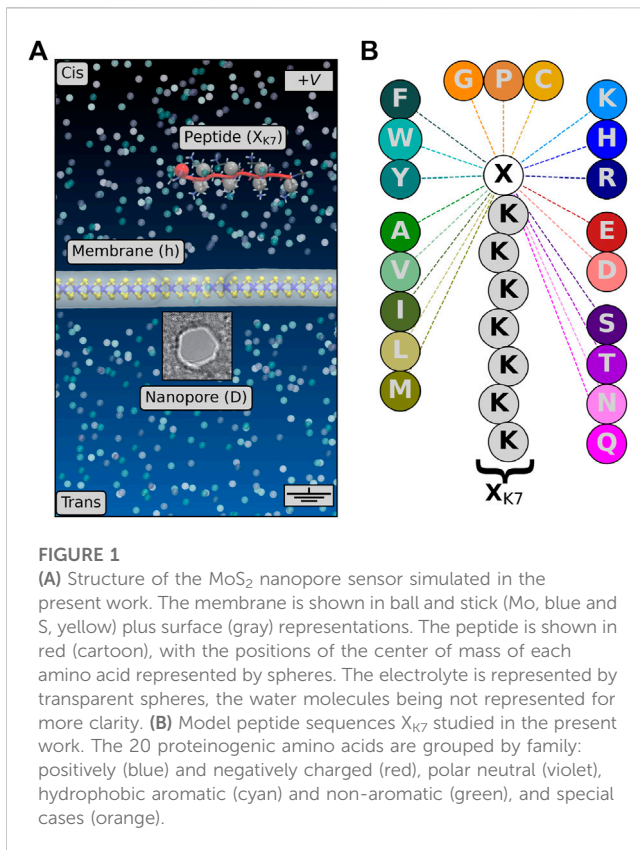 A
Cis
+V
Peptide (X_K7)
Membrane (h)
Nanopore (D)
Trans
B
G P C
F
W
Y
A
V
I
L
M
K
H
R
E
D
S
T
N
Q
X
K
K
K
K
K
K
K
X_K7
FIGURE 1
(A) Structure of the MoS₂ nanopore sensor simulated in the
present work. The membrane is shown in ball and stick (Mo, blue and
S, yellow) plus surface (gray) representations. The peptide is shown in
red (cartoon), with the positions of the center of mass of each
amino acid represented by spheres. The electrolyte is represented by
transparent spheres, the water molecules being not represented for
more clarity. (B) Model peptide sequences X_K7 studied in the present
work. The 20 proteinogenic amino acids are grouped by family:
positively (blue) and negatively charged (red), polar neutral (violet),
hydrophobic aromatic (cyan) and non-aromatic (green), and special
cases (orange).